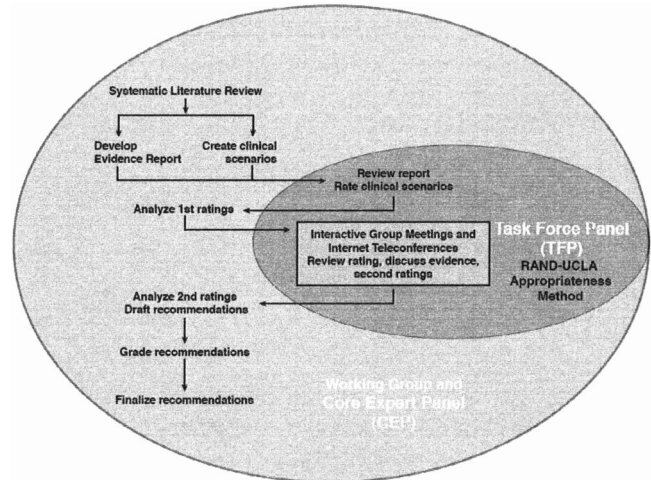 Systematic Literature Review
Develop
Evidence Report
Create clinical
scenarios
Review report
Rate clinical scenarios
Analyze 1st ratings
Interactive Group Meetings and
Internet Teleconferences
Review rating, discuss evidence,
second ratings
Task Force Panel
(TFP)
RAND-UCLA
Appropriateness
Method
Analyze 2nd ratings
Draft recommendations
Grade recommendations
Finalize recommendations
Working Group and
Core Expert Panel
(CEP)